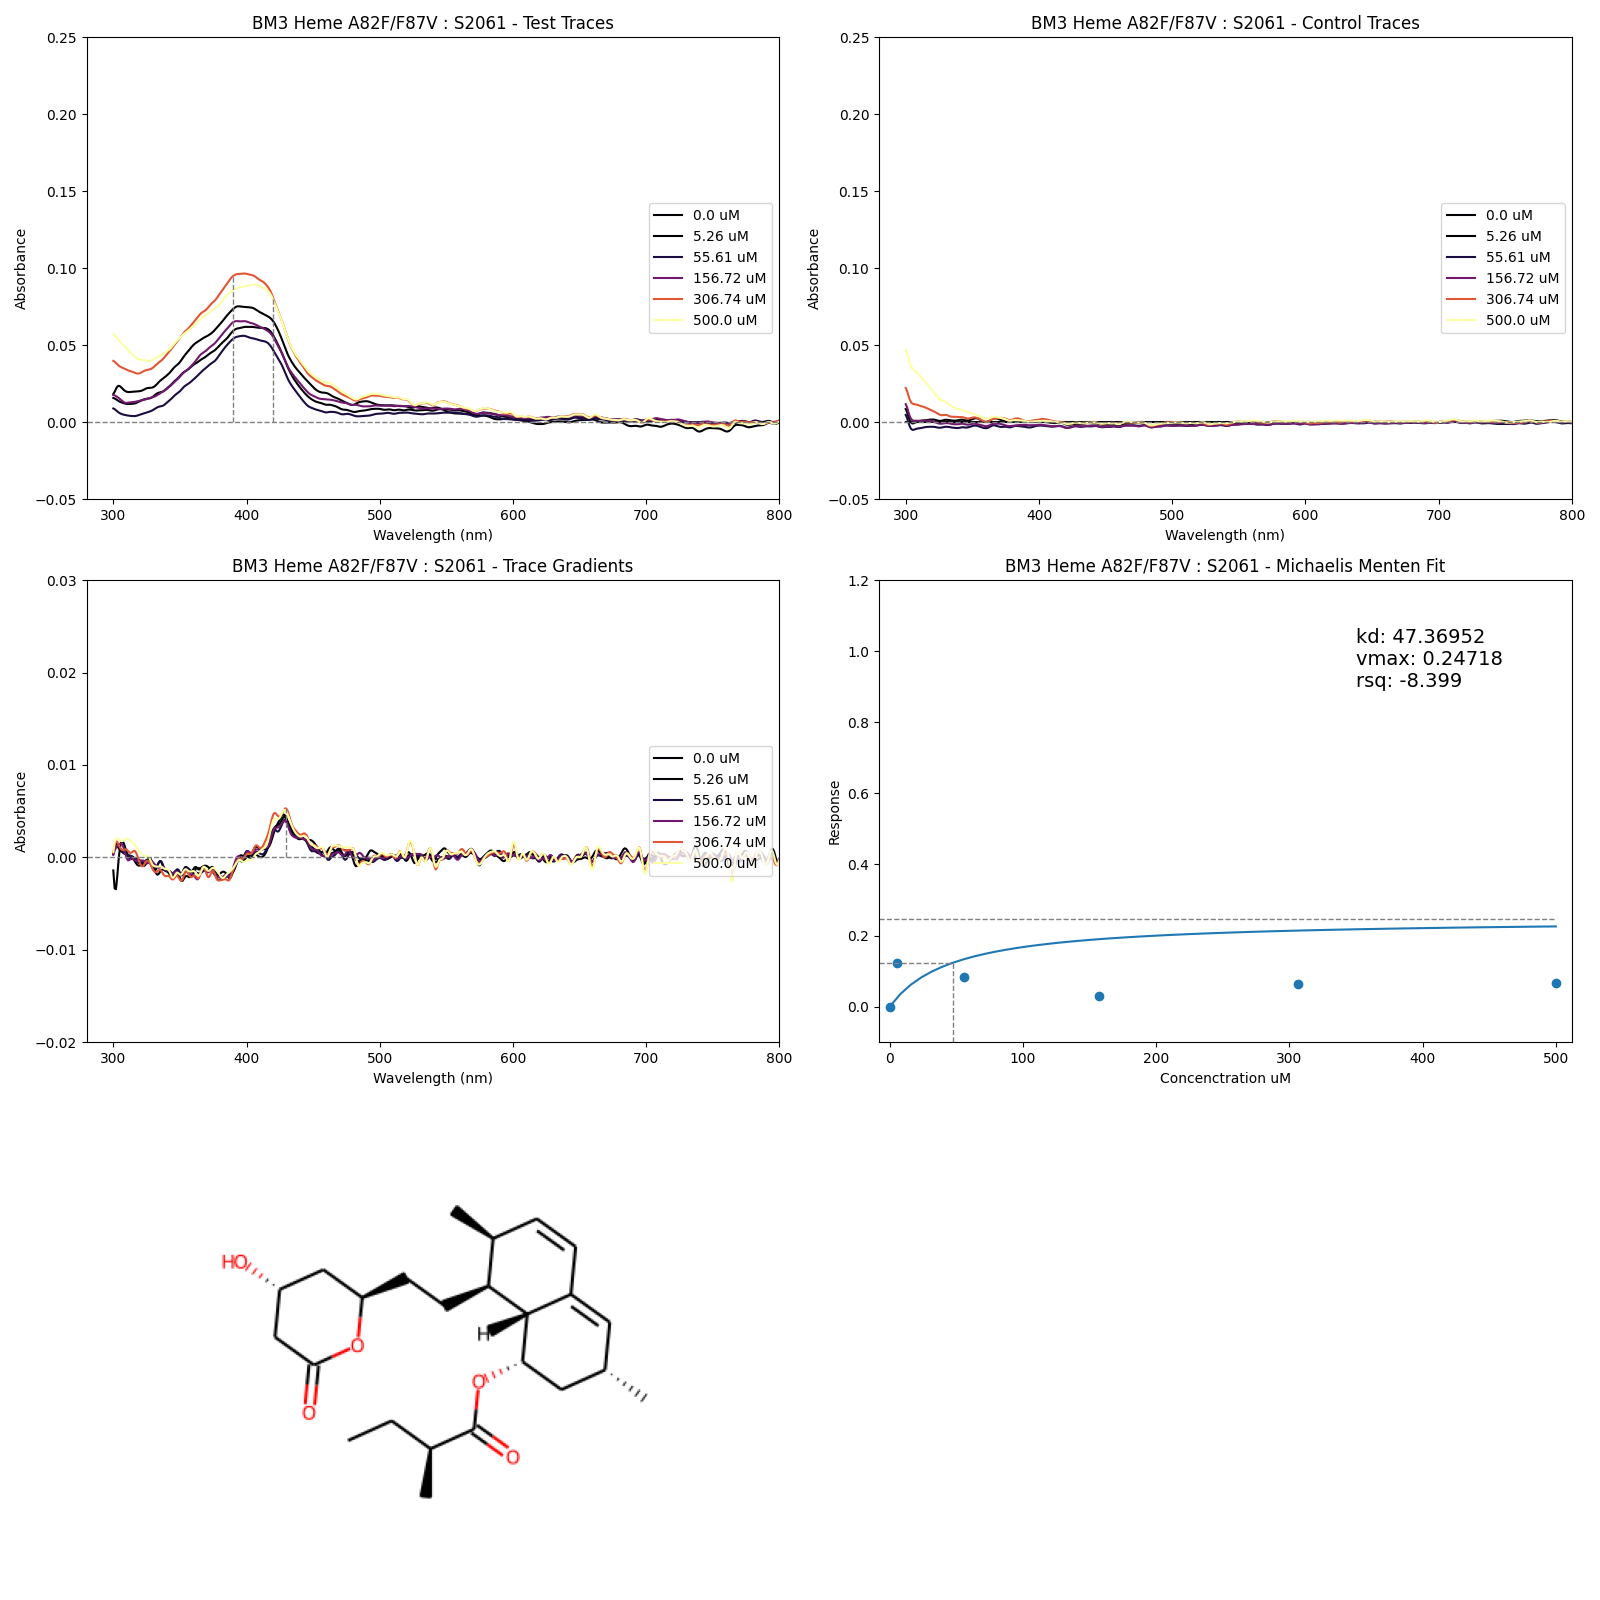 BM3 Heme A82F/F87V : S2061 - Test Traces
0.25
0.20
0.15
0.10
0.05
0.00
−0.05
Absorbance
300 400 500 600 700 800
Wavelength (nm)
0.0 uM
5.26 uM
55.61 uM
156.72 uM
306.74 uM
500.0 uM
BM3 Heme A82F/F87V : S2061 - Control Traces
0.25
0.20
0.15
0.10
0.05
0.00
−0.05
Absorbance
300 400 500 600 700 800
Wavelength (nm)
0.0 uM
5.26 uM
55.61 uM
156.72 uM
306.74 uM
500.0 uM
BM3 Heme A82F/F87V : S2061 - Trace Gradients
0.03
0.02
0.01
0.00
−0.01
−0.02
Absorbance
300 400 500 600 700 800
Wavelength (nm)
0.0 uM
5.26 uM
55.61 uM
156.72 uM
306.74 uM
500.0 uM
BM3 Heme A82F/F87V : S2061 - Michaelis Menten Fit
1.2
1.0
0.8
0.6
0.4
0.2
0.0
Response
0 100 200 300 400 500
Concenctration uM
kd: 47.36952
vmax: 0.24718
rsq: -8.399
HO
O
O
H
O
O